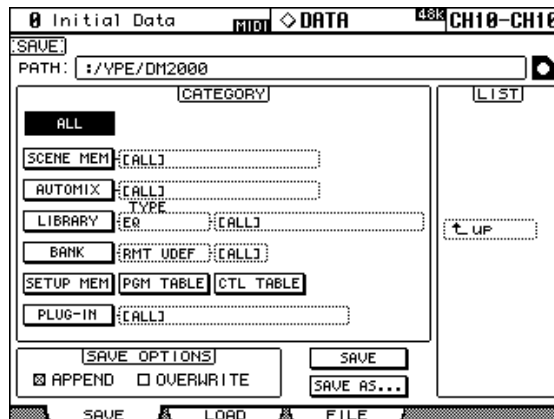 0 Initial Data MIDI ◇DATA 48K CH10-CH10
SAVE
PATH: :/YPE/DM2000
CATEGORY LIST
ALL
SCENE MEM [ALL]
AUTOMIX [ALL]
TYPE
LIBRARY EQ [ALL]
UP
BANK RMT UDEF [ALL]
SETUP MEM PGM TABLE CTL TABLE
PLUG-IN [ALL]
SAVE OPTIONS SAVE
☒ APPEND ☐ OVERWRITE SAVE AS...
SAVE LOAD FILE